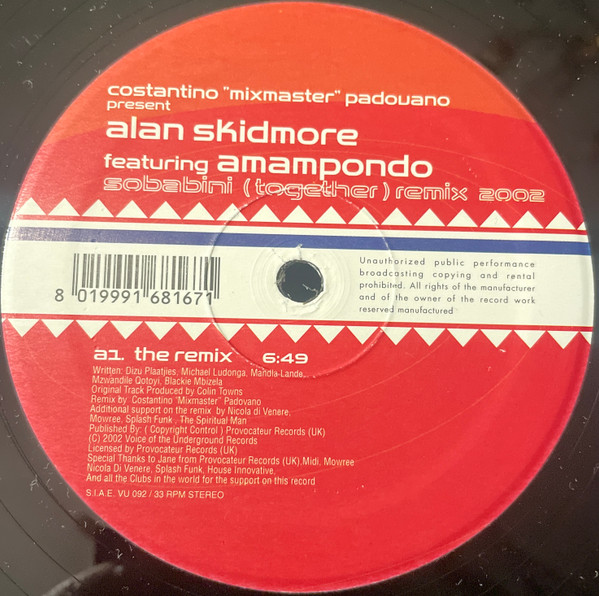 costantino "mixmaster" padovano
present
alan skidmore
featuring amampondo
sobabini (together) remix 2002
8 019991 681671
Unauthorized public performance
broadcasting copying and rental
prohibited. All rights of the manufacturer
and of the owner of the record work
reserved manufactured
a1. the remix 6:49
Written: Dizu Plaatjies, Michael Ludonga, Mandla Lande,
Mzwandile Qotoyi, Blackie Mbizela
Original Track Produced by Colin Towns
Remix by Costantino "Mixmaster" Padovano
Additional support on the remix by Nicola di Venere,
Mowree, Splash Funk , The Spiritual Man
Published By: ( Copyright Control ) Provocateur Records (UK)
(C) 2002 Voice of the Underground Records
Licensed by Provocateur Records (UK)
Special Thanks to Jane from Provocateur Records (UK),Midi, Mowree
Nicola Di Venere, Splash Funk, House Innovative,
And all the Clubs in the world for the support on this record
S.I.A.E. VU 092 / 33 RPM STEREO